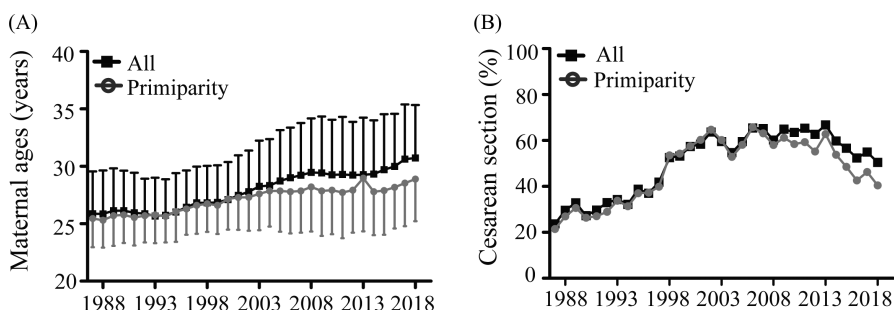 (A)
Maternal ages (years)
40
35
30
25
20
All
Primiparity
1988 1993 1998 2003 2008 2013 2018
(B)
Cesarean section (%)
100
80
60
40
20
0
All
Primiparity
1988 1993 1998 2003 2008 2013 2018